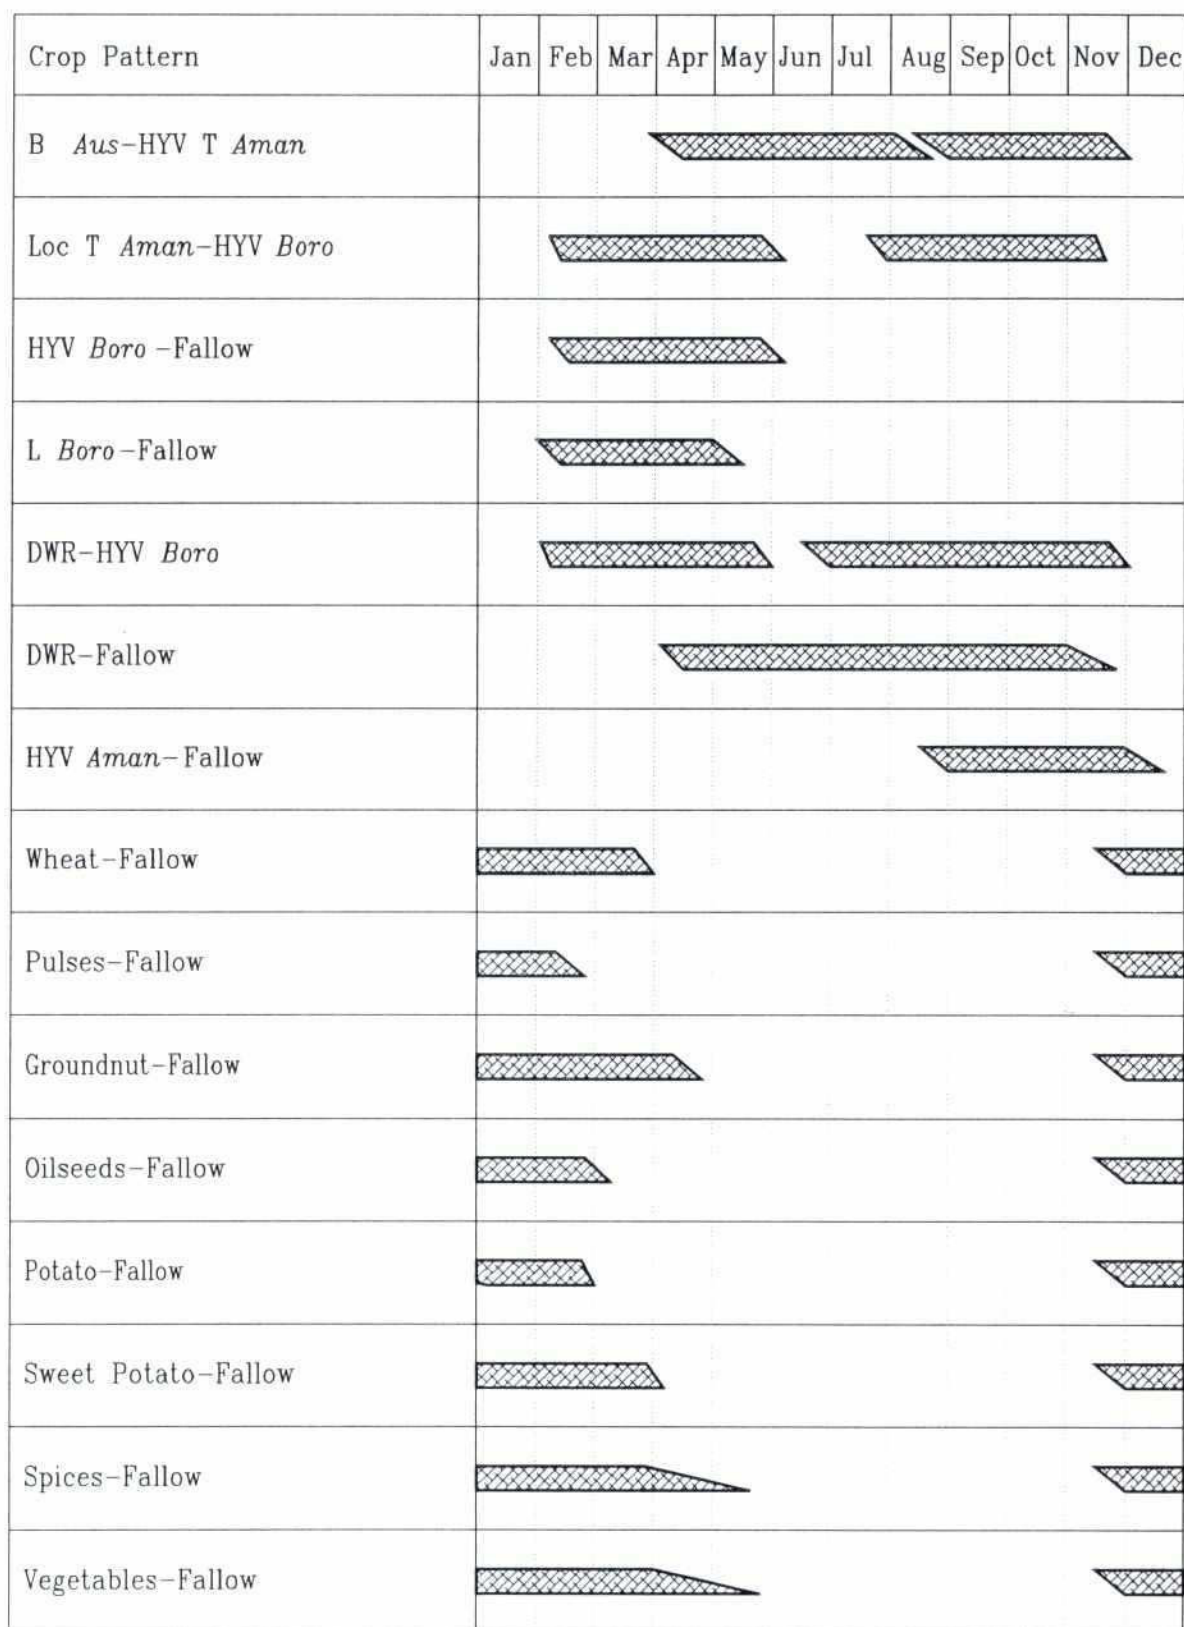 Crop Pattern Jan Feb Mar Apr May Jun Jul Aug Sep Oct Nov Dec
B Aus-HYV T Aman
Loc T Aman-HYV Boro
HYV Boro -Fallow
L Boro-Fallow
DWR-HYV Boro
DWR-Fallow
HYV Aman-Fallow
Wheat-Fallow
Pulses-Fallow
Groundnut-Fallow
Oilseeds-Fallow
Potato-Fallow
Sweet Potato-Fallow
Spices-Fallow
Vegetables-Fallow